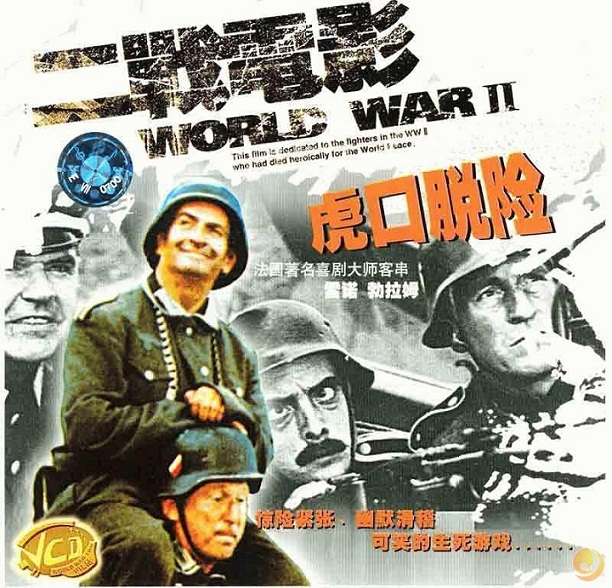 二戰電影
WORLD WAR II
This film is dedicated to the fighters in the WW II
who had died heroically for the World Peace.
虎口脱险
法國著名喜剧大师客串
雷诺 勃拉姆
惊险紧张、幽默滑稽
可笑的生死游戏......
VCD